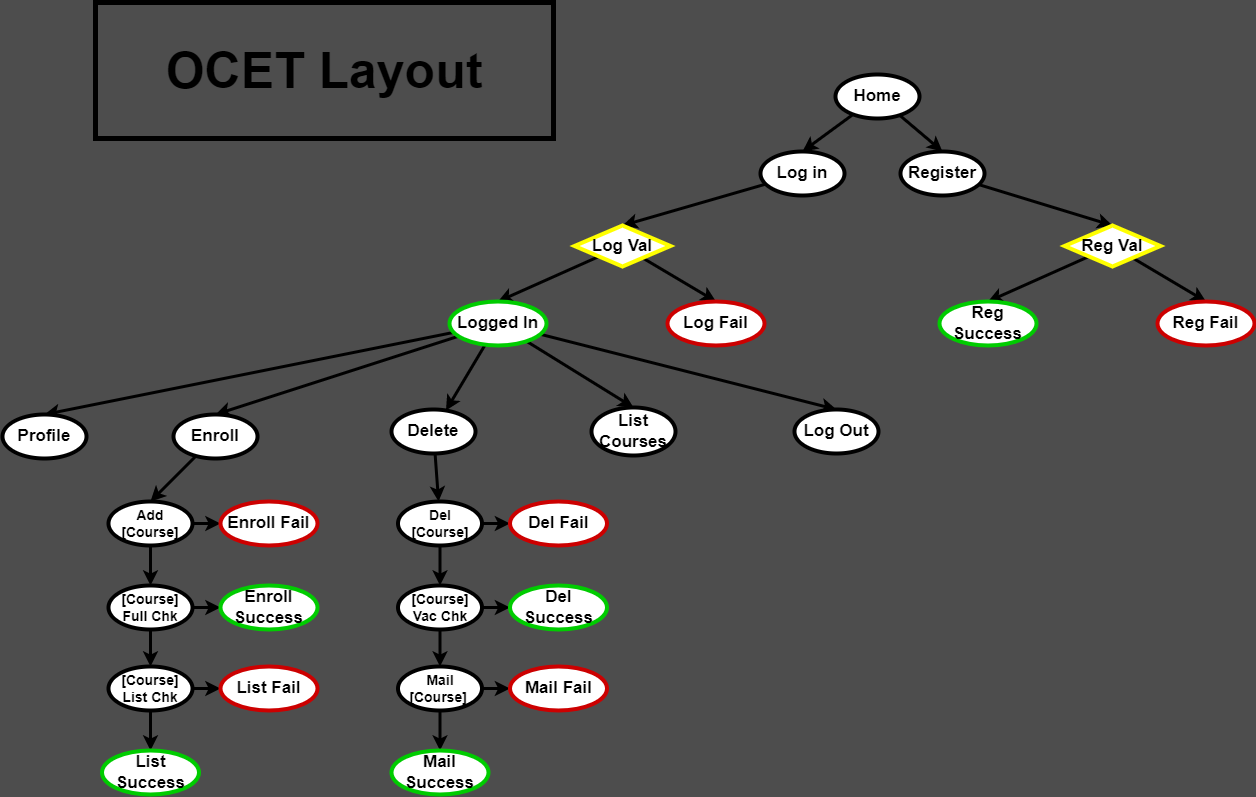 OCET Layout
Home
Log in
Register
Log Val
Reg Val
Logged In
Log Fail
Reg
Success
Reg Fail
Profile
Enroll
Delete
List
Courses
Log Out
Add
[Course]
Enroll Fail
Del
[Course]
Del Fail
[Course]
Full Chk
Enroll
Success
[Course]
Vac Chk
Del
Success
[Course]
List Chk
List Fail
Mail
[Course]
Mail Fail
List
Success
Mail
Success